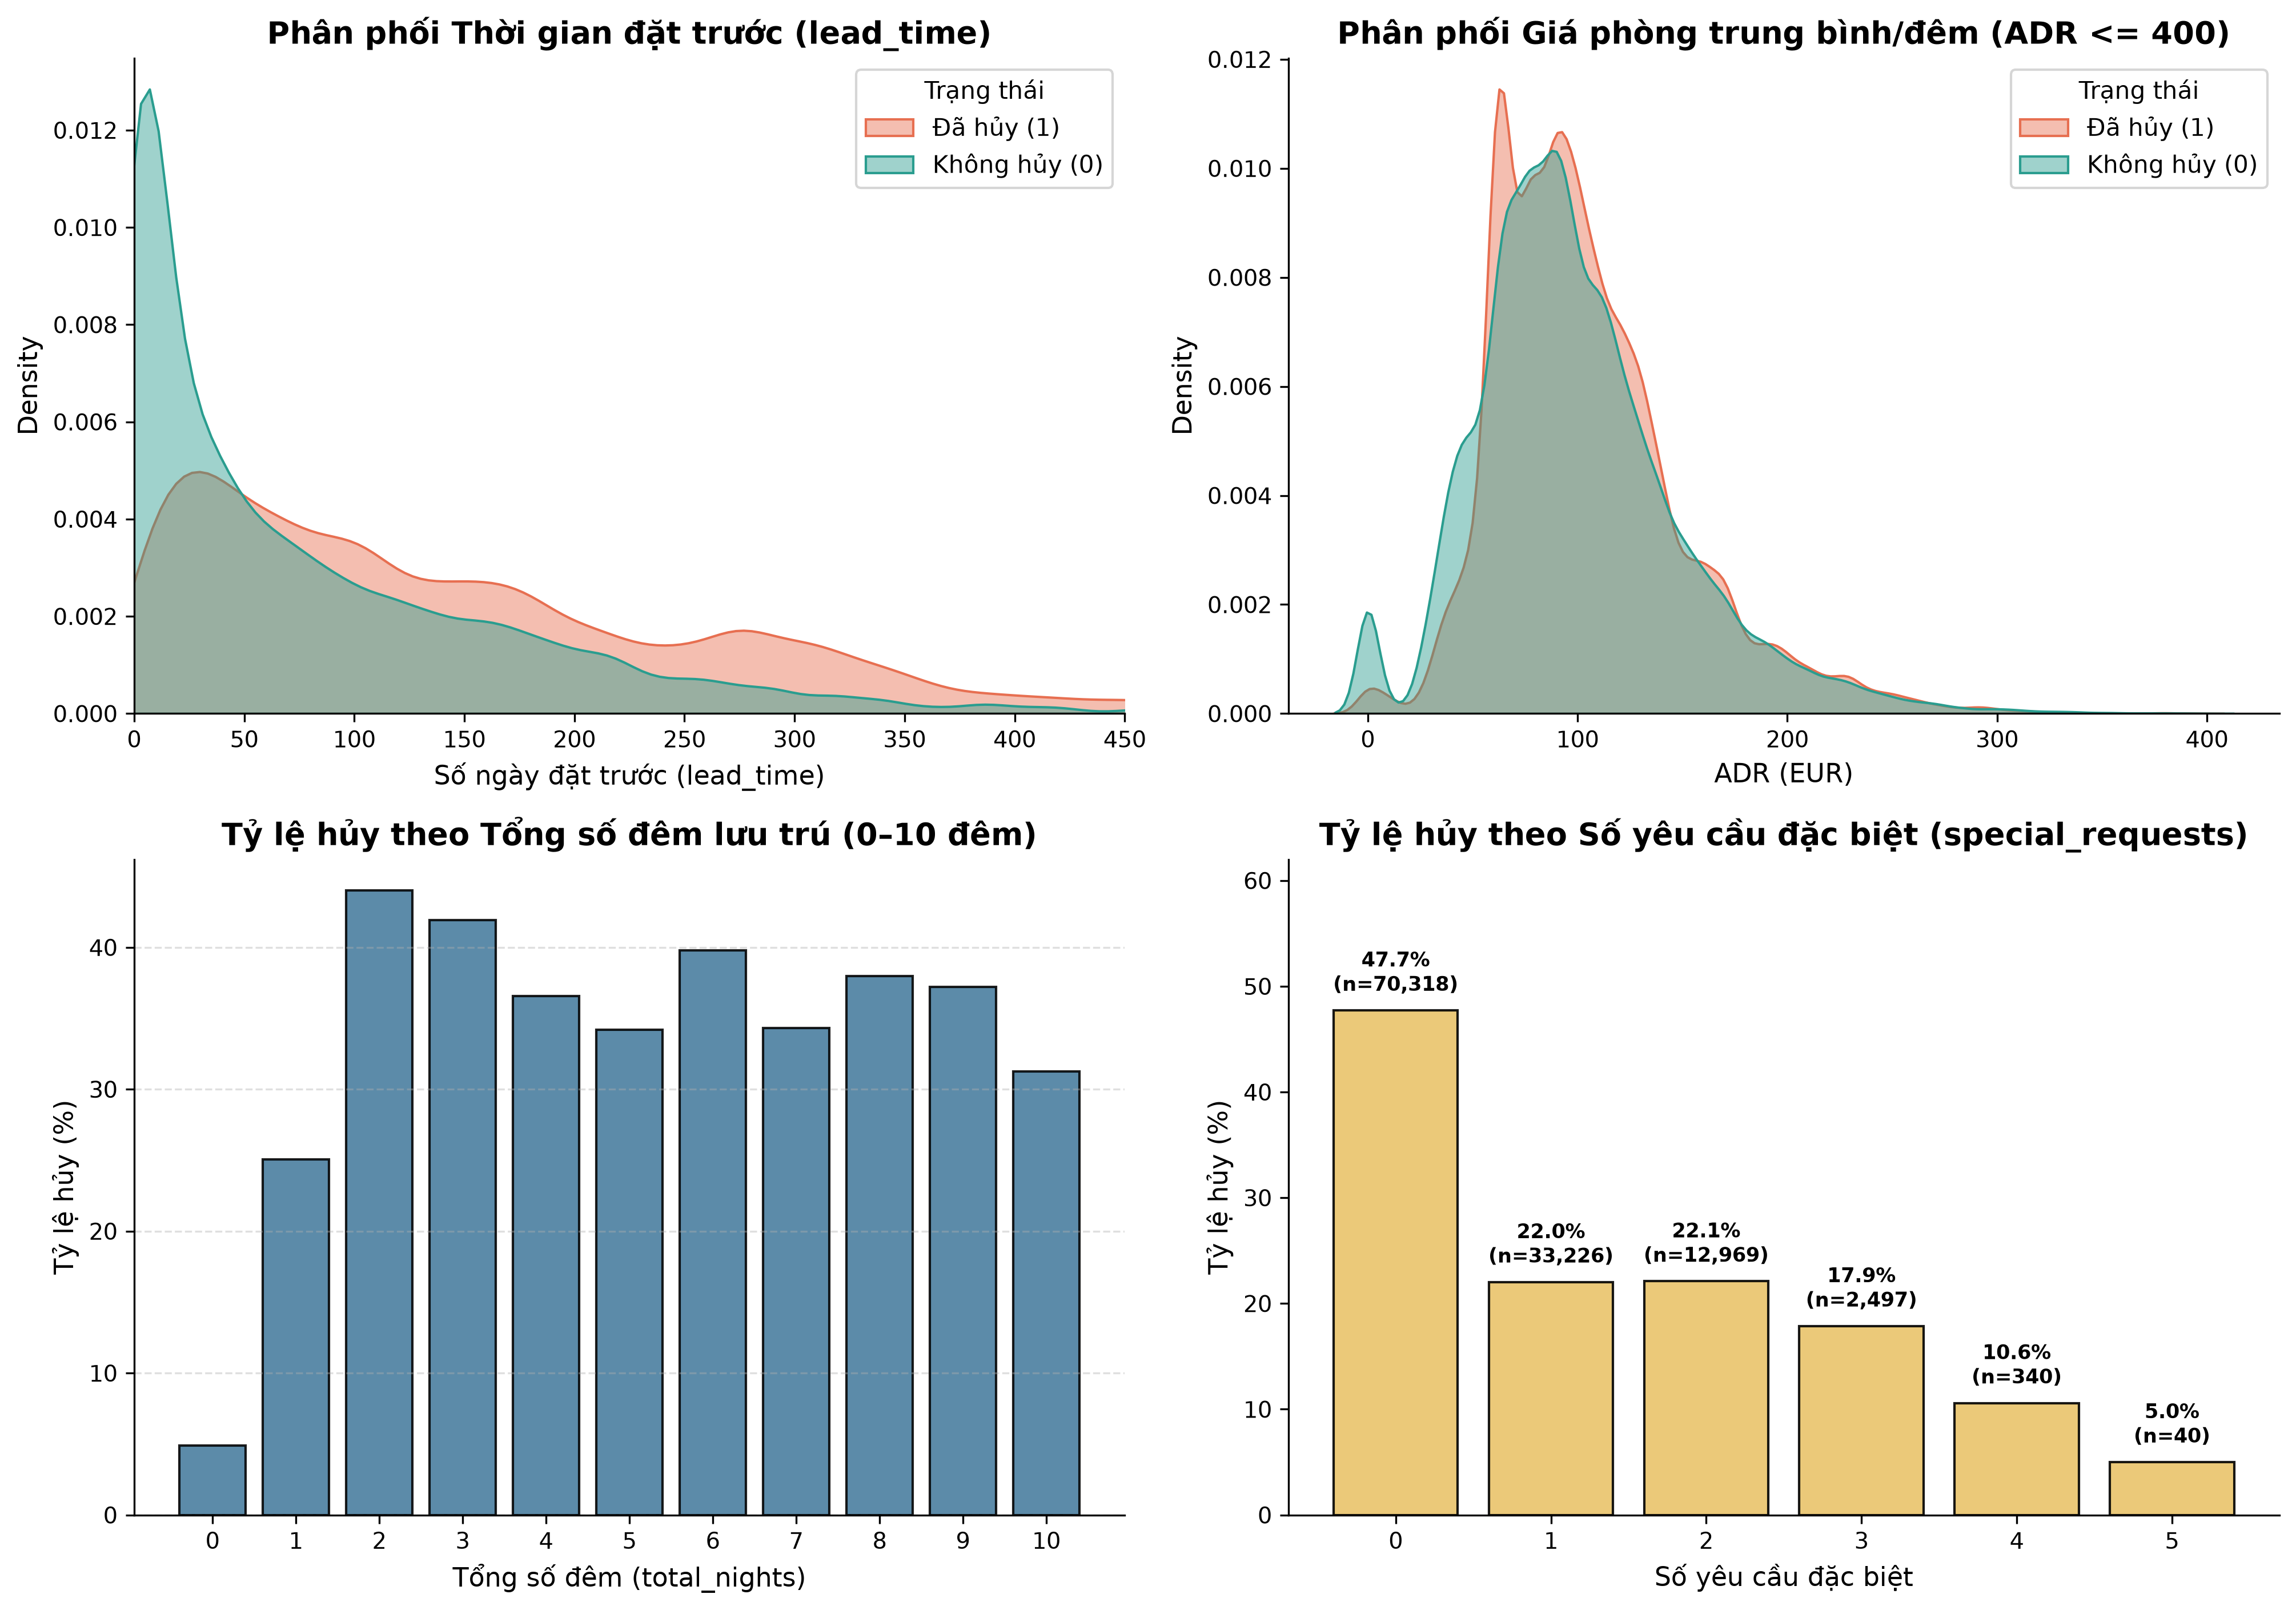 Phân phối Thời gian đặt trước (lead_time)
Trạng thái
Đã hủy (1)
Không hủy (0)
Density
0.012
0.010
0.008
0.006
0.004
0.002
0.000
0 50 100 150 200 250 300 350 400 450
Số ngày đặt trước (lead_time)
Phân phối Giá phòng trung bình/đêm (ADR <= 400)
Trạng thái
Đã hủy (1)
Không hủy (0)
Density
0.012
0.010
0.008
0.006
0.004
0.002
0.000
0 100 200 300 400
ADR (EUR)
Tỷ lệ hủy theo Tổng số đêm lưu trú (0–10 đêm)
Tỷ lệ hủy (%)
40
30
20
10
0
0 1 2 3 4 5 6 7 8 9 10
Tổng số đêm (total_nights)
Tỷ lệ hủy theo Số yêu cầu đặc biệt (special_requests)
Tỷ lệ hủy (%)
60
50
40
30
20
10
0
47.7%
(n=70,318)
22.0%
(n=33,226)
22.1%
(n=12,969)
17.9%
(n=2,497)
10.6%
(n=340)
5.0%
(n=40)
0 1 2 3 4 5
Số yêu cầu đặc biệt